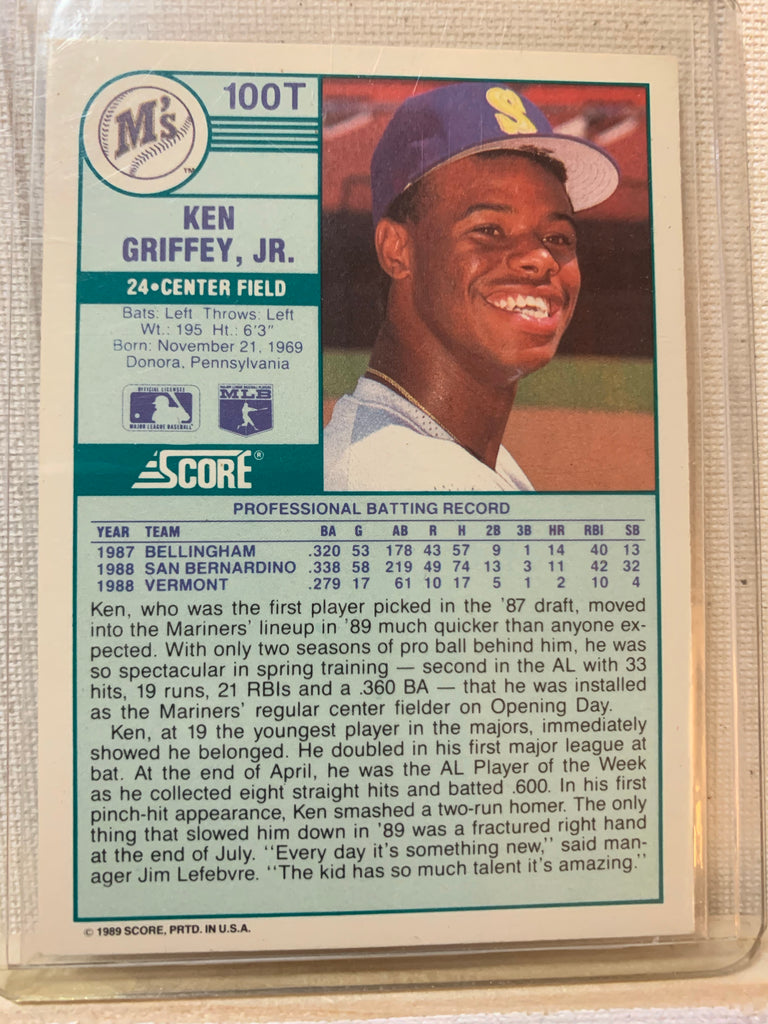 M's
TM
100T
S
KEN
GRIFFEY, JR.
24•CENTER FIELD
Bats: Left Throws: Left
Wt.: 195 Ht.: 6'3"
Born: November 21, 1969
Donora, Pennsylvania
OFFICIAL LICENSEE
MAJOR LEAGUE BASEBALL
MAJOR LEAGUE BASEBALL PLAYERS
MLB
SCORE®
PROFESSIONAL BATTING RECORD
YEAR TEAM BA G AB R H 2B 3B HR RBI SB
1987 BELLINGHAM .320 53 178 43 57 9 1 14 40 13
1988 SAN BERNARDINO .338 58 219 49 74 13 3 11 42 32
1988 VERMONT .279 17 61 10 17 5 1 2 10 4
Ken, who was the first player picked in the '87 draft, moved
into the Mariners' lineup in '89 much quicker than anyone ex-
pected. With only two seasons of pro ball behind him, he was
so spectacular in spring training — second in the AL with 33
hits, 19 runs, 21 RBIs and a .360 BA — that he was installed
as the Mariners' regular center fielder on Opening Day.
Ken, at 19 the youngest player in the majors, immediately
showed he belonged. He doubled in his first major league at
bat. At the end of April, he was the AL Player of the Week
as he collected eight straight hits and batted .600. In his first
pinch-hit appearance, Ken smashed a two-run homer. The only
thing that slowed him down in '89 was a fractured right hand
at the end of July. "Every day it's something new," said man-
ager Jim Lefebvre. "The kid has so much talent it's amazing."
© 1989 SCORE, PRTD. IN U.S.A.